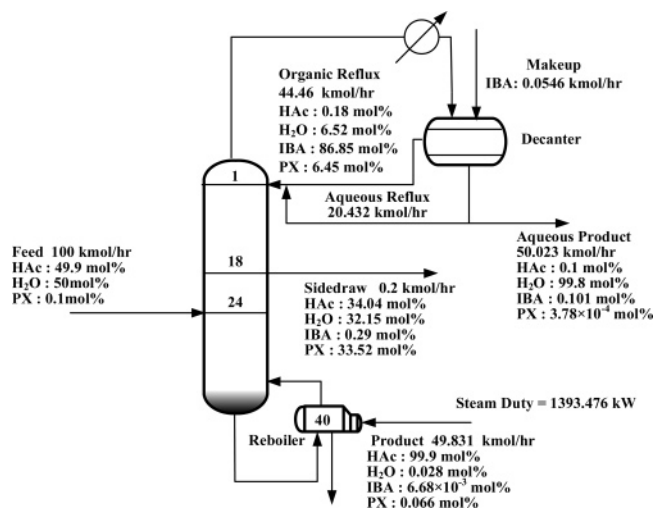 Makeup
IBA: 0.0546 kmol/hr
Organic Reflux
44.46 kmol/hr
HAc : 0.18 mol%
H₂O : 6.52 mol%
IBA : 86.85 mol%
PX : 6.45 mol%
Decanter
1
Aqueous Reflux
20.432 kmol/hr
Aqueous Product
50.023 kmol/hr
HAc : 0.1 mol%
H₂O : 99.8 mol%
IBA : 0.101 mol%
PX : 3.78×10⁻⁴ mol%
Feed 100 kmol/hr
HAc : 49.9 mol%
H₂O : 50mol%
PX : 0.1mol%
18
Sidedraw 0.2 kmol/hr
HAc : 34.04 mol%
H₂O : 32.15 mol%
IBA : 0.29 mol%
PX : 33.52 mol%
24
Steam Duty = 1393.476 kW
40
Reboiler
Product 49.831 kmol/hr
HAc : 99.9 mol%
H₂O : 0.028 mol%
IBA : 6.68×10⁻³ mol%
PX : 0.066 mol%